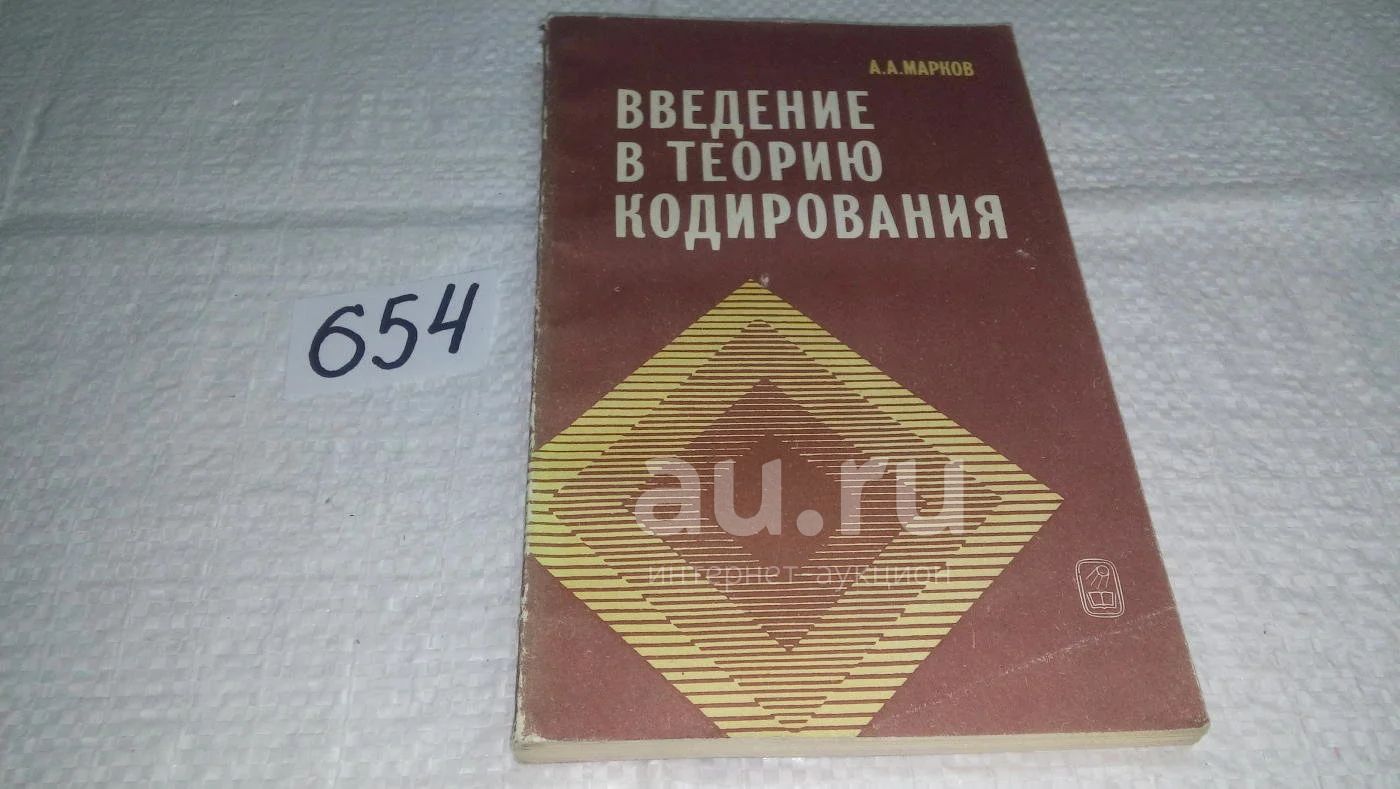 А.А.МАРКОВ
ВВЕДЕНИЕ
В ТЕОРИЮ
КОДИРОВАНИЯ
654
au.ru
интернет-аукцион